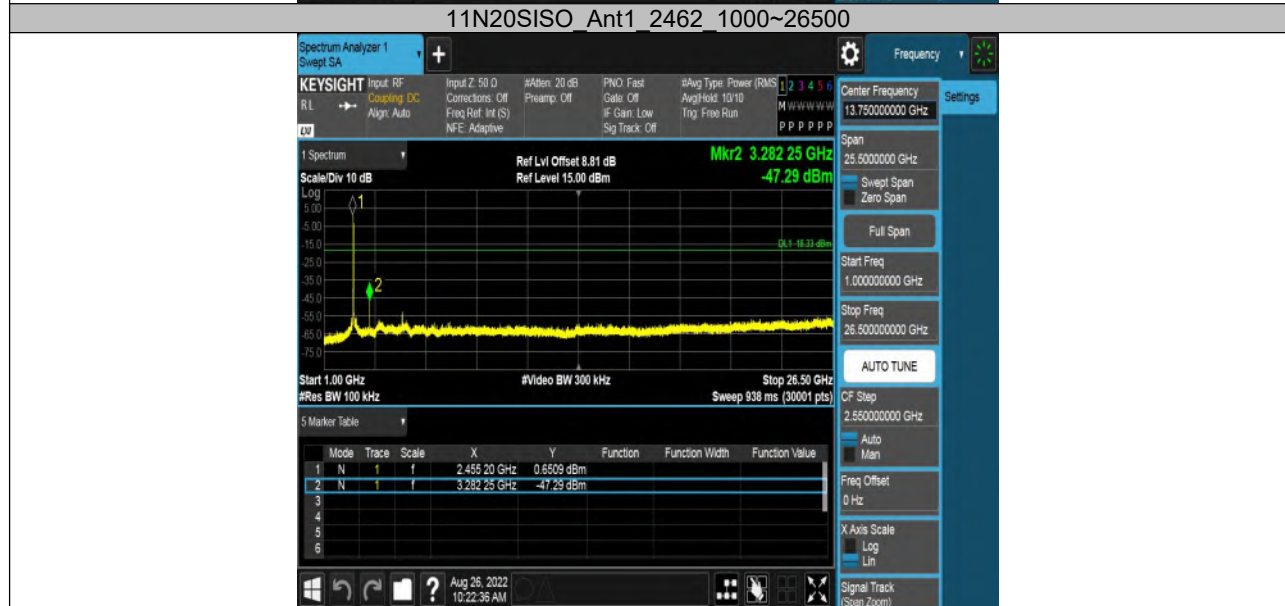 11N20SISO_Ant1_2462_1000~26500
Spectrum Analyzer 1
Swept SA
+
Frequency
KEYSIGHT Input: RF
RL
Coupling: DC
Align: Auto
LXI
Input Z: 50 Ω
Corrections: Off
Freq Ref: Int (S)
NFE: Adaptive
#Atten: 20 dB
Preamp: Off
PNO: Fast
Gate: Off
IF Gain: Low
Sig Track: Off
#Avg Type: Power (RMS
Avg|Hold: 10/10
Trig: Free Run
1 2 3 4 5 6
M W W W W W
P P P P P P
Center Frequency
13.750000000 GHz
Settings
1 Spectrum
Scale/Div 10 dB
Ref Lvl Offset 8.81 dB
Ref Level 15.00 dBm
Mkr2 3.282 25 GHz
-47.29 dBm
Log
5.00
-5.00
-15.0
-25.0
-35.0
-45.0
-55.0
-65.0
-75.0
1
2
DL1 -18.33 dBm
Start 1.00 GHz
#Res BW 100 kHz
#Video BW 300 kHz
Stop 26.50 GHz
Sweep 938 ms (30001 pts)
Span
25.5000000 GHz
Swept Span
Zero Span
Full Span
Start Freq
1.000000000 GHz
Stop Freq
26.500000000 GHz
AUTO TUNE
CF Step
2.550000000 GHz
Auto
Man
Freq Offset
0 Hz
X Axis Scale
Log
Lin
Signal Track
(Span Zoom)
5 Marker Table
Mode Trace Scale X Y Function Function Width Function Value
1 N 1 f 2.455 20 GHz 0.6509 dBm
2 N 1 f 3.282 25 GHz -47.29 dBm
3
4
5
6
?
Aug 26, 2022
10:22:36 AM